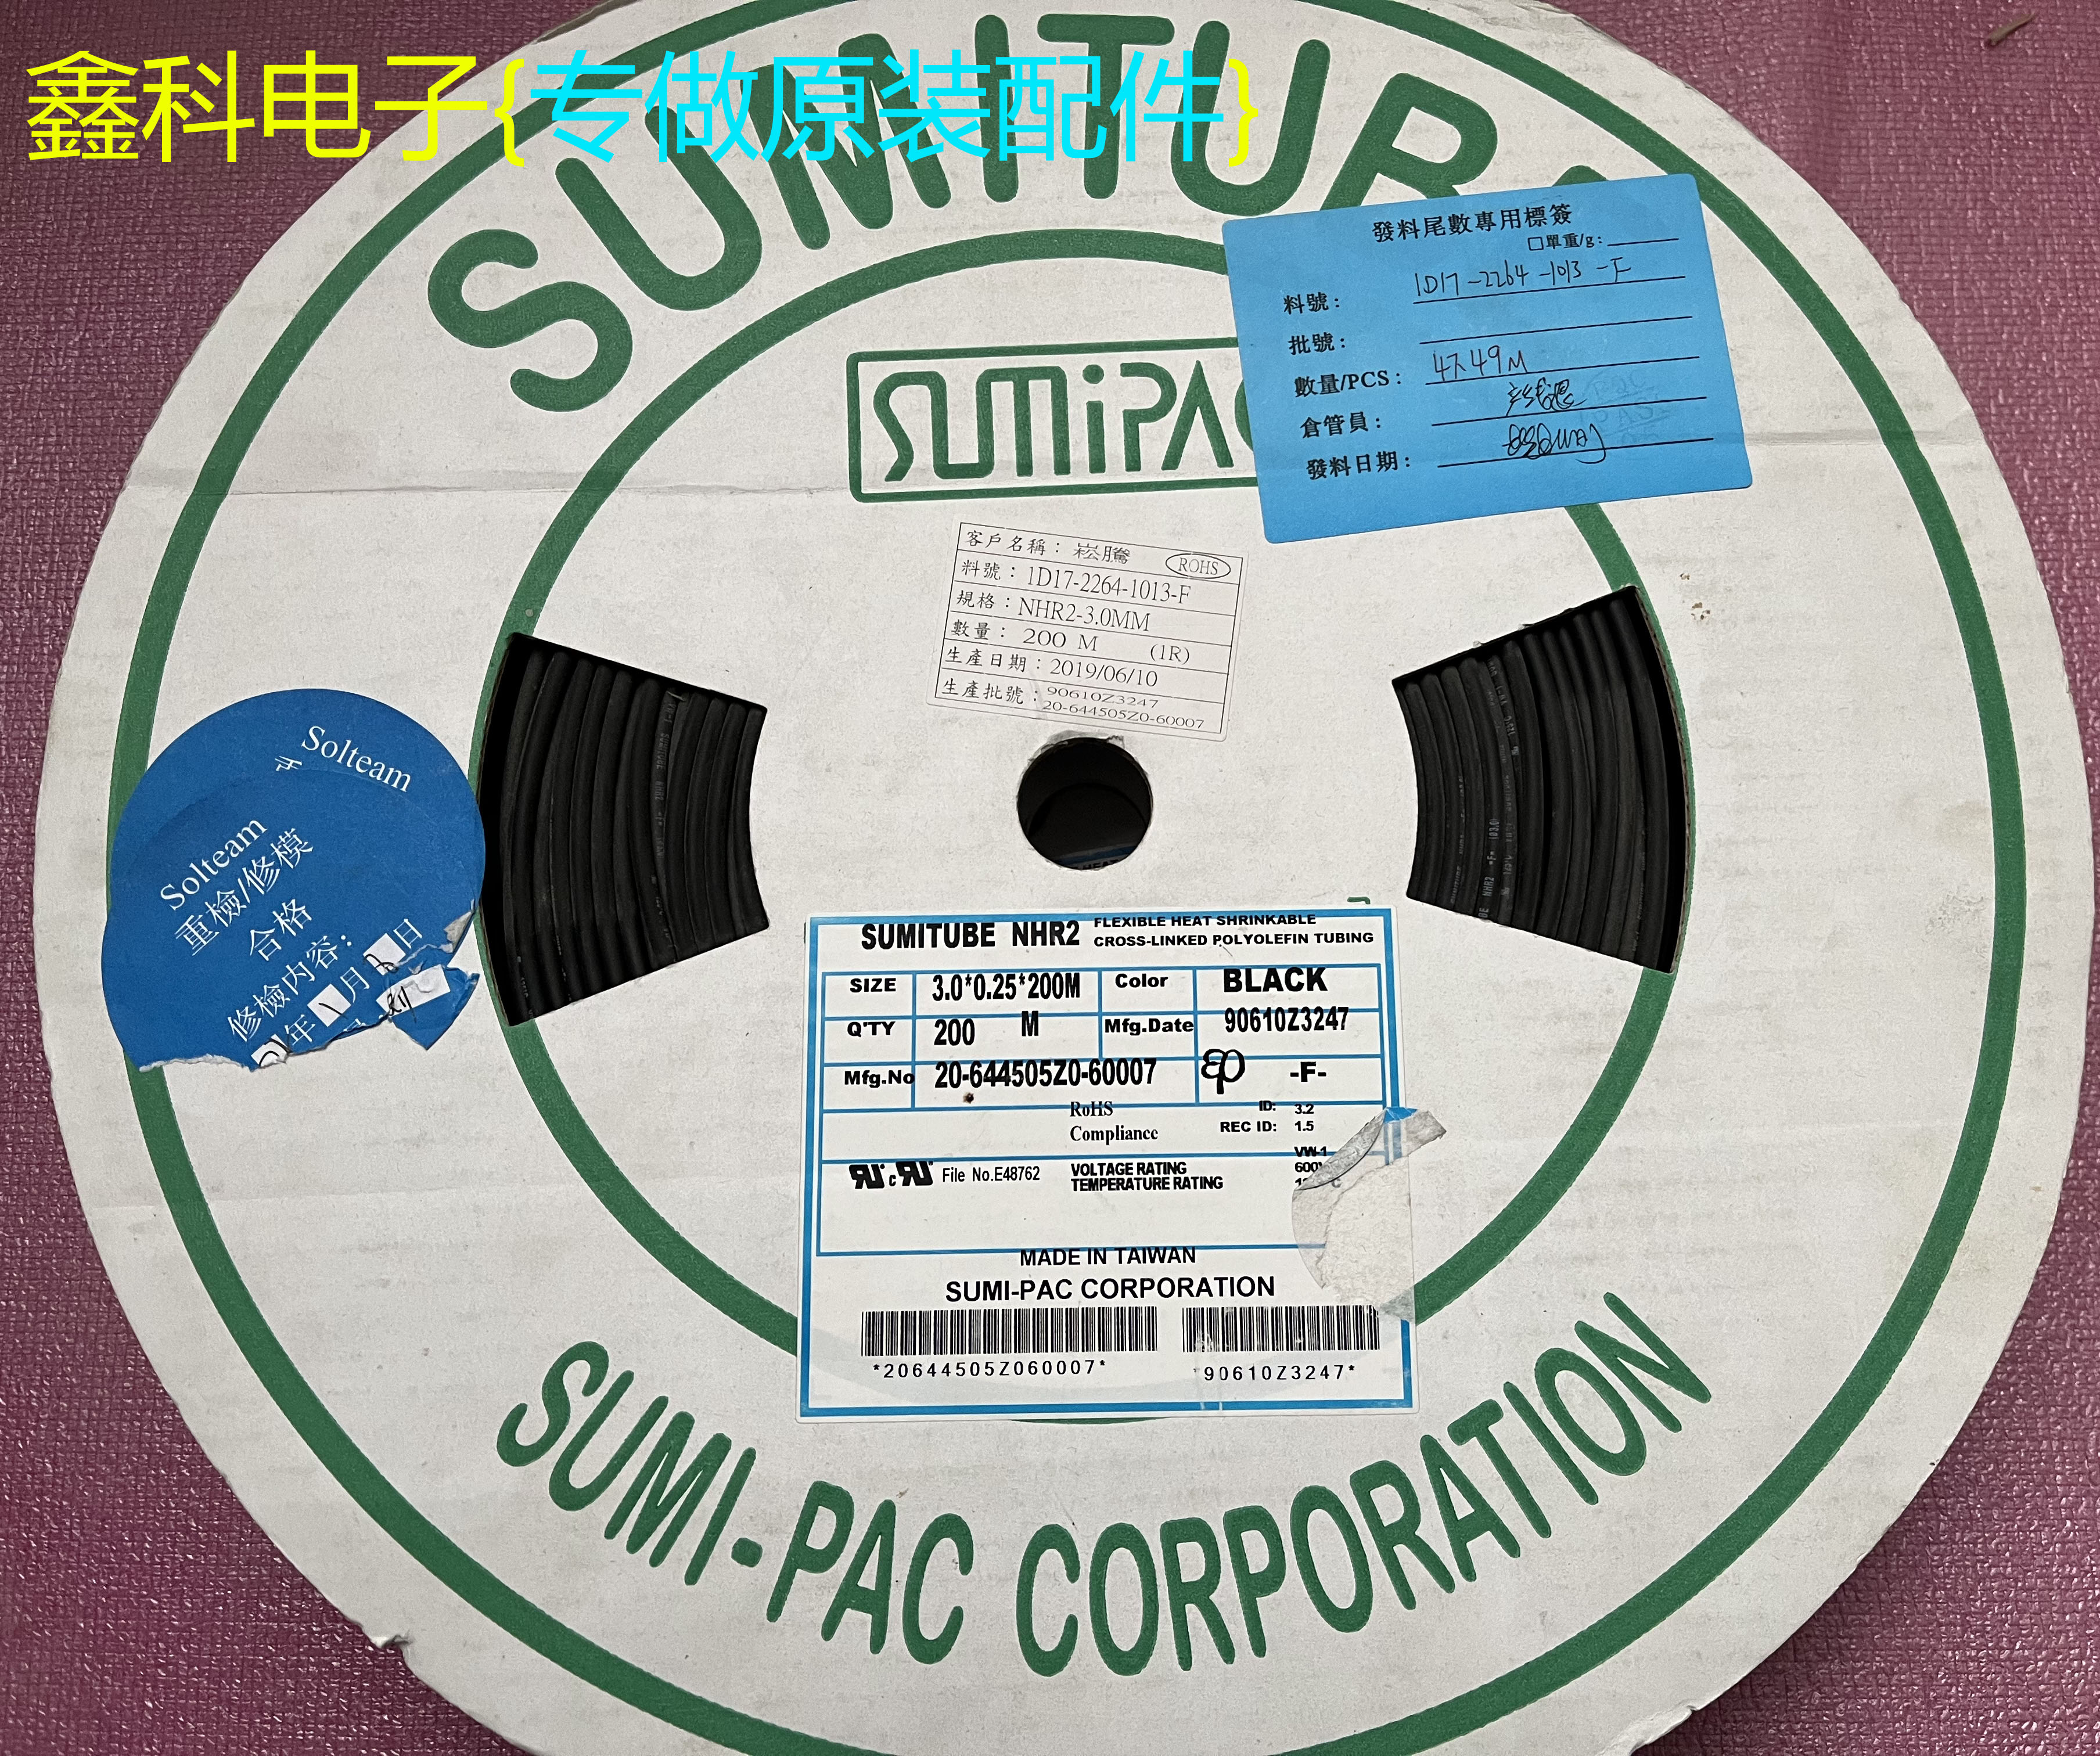 鑫科电子{专做原装配件}
SUMITUB
SUMiPAC
發料尾數專用標簽
□單重/g:
料號: 1D17-2264-1013-F
批號:
數量/PCS:
49M
倉管員:
發料日期:
客戶名稱: 崧騰 ROHS
料號: 1D17-2264-1013-F
規格: NHR2-3.0MM
數量: 200 M (1R)
生產日期: 2019/06/10
生產批號: 90610Z3247
20-644505Z0-60007
Solteam
Solteam
重檢/修模
合格
修檢内容:
年 月 日
SUMITUBE NHR2 FLEXIBLE HEAT SHRINKABLE
CROSS-LINKED POLYOLEFIN TUBING
SIZE 3.0*0.25*200M Color BLACK
Q'TY 200 M Mfg.Date 90610Z3247
Mfg.No 20-644505Z0-60007 -F-
RoHS ID: 3.2
Compliance REC ID: 1.5
VW-1
File No.E48762 VOLTAGE RATING 600V
TEMPERATURE RATING
MADE IN TAIWAN
SUMI-PAC CORPORATION
*20644505Z060007* *90610Z3247*
SUMI-PAC CORPORATION